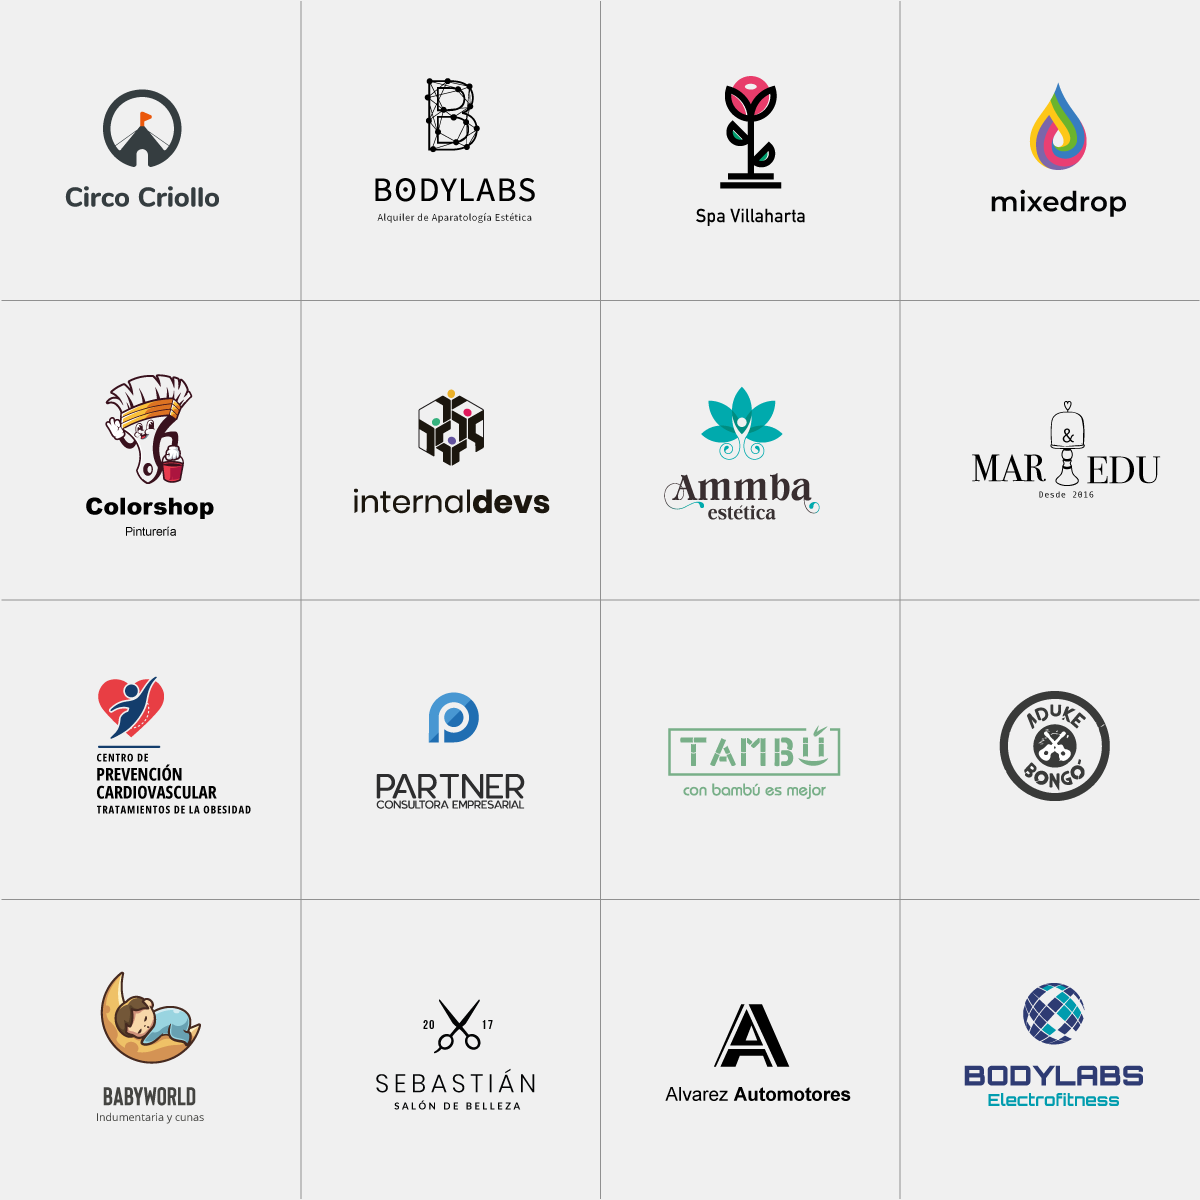 Circo Criollo
BODYLABS
Alquiler de Aparatología Estética
Spa Villaharta
mixedrop
Colorshop
Pinturería
internaldevs
Ammba
estética
MAR & EDU
Desde 2016
CENTRO DE
PREVENCIÓN
CARDIOVASCULAR
TRATAMIENTOS DE LA OBESIDAD
PARTNER
CONSULTORA EMPRESARIAL
TAMBÚ
con bambú es mejor
ADUKE
BONGÓ
BABYWORLD
Indumentaria y cunas
20 17
SEBASTIÁN
SALÓN DE BELLEZA
Alvarez Automotores
BODYLABS
Electrofitness